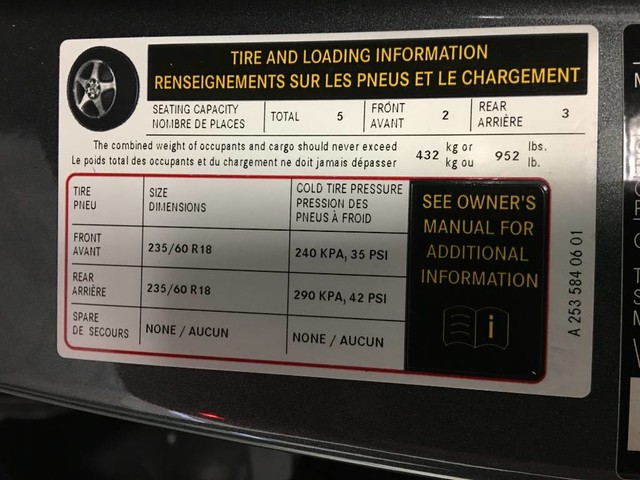 TIRE AND LOADING INFORMATION
RENSEIGNEMENTS SUR LES PNEUS ET LE CHARGEMENT
SEATING CAPACITY
NOMBRE DE PLACES
TOTAL 5
FRONT
AVANT
2
REAR
ARRIÈRE
3
The combined weight of occupants and cargo should never exceed
Le poids total des occupants et du chargement ne doit jamais dépasser
432 kg or
kg ou
952 lbs.
lb.
TIRE
PNEU
SIZE
DIMENSIONS
COLD TIRE PRESSURE
PRESSION DES
PNEUS À FROID
FRONT
AVANT
235/60 R18
240 KPA, 35 PSI
REAR
ARRIÈRE
235/60 R18
290 KPA, 42 PSI
SPARE
DE SECOURS
NONE / AUCUN
NONE / AUCUN
SEE OWNER'S
MANUAL FOR
ADDITIONAL
INFORMATION
i
A 253 584 06 01